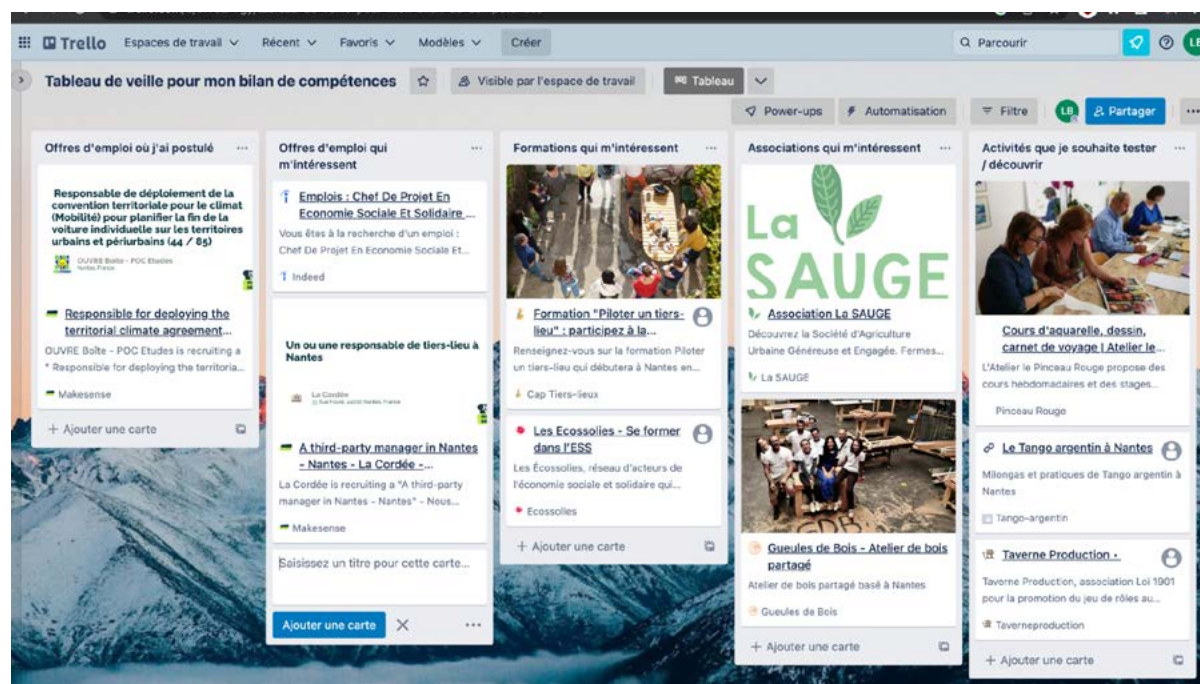 Trello
Espaces de travail
Récent
Favoris
Modèles
Créer
Parcourir
Tableau de veille pour mon bilan de compétences
Visible par l'espace de travail
Tableau
Power-ups
Automatisation
Filtre
LB
Partager
Offres d'emploi où j'ai postulé
Responsable de déploiement de la
convention territoriale pour le climat
(Mobilité) pour planifier la fin de la
voiture individuelle sur les territoires
urbains et périurbains (44 / 85)
OUVRE Boîte - POC Etudes
Nantes, France
Responsible for deploying the
territorial climate agreement...
OUVRE Boîte - POC Etudes is recruiting a
" Responsible for deploying the territoria...
Makesense
+ Ajouter une carte
Offres d'emploi qui
m'intéressent
Emplois : Chef De Projet En
Economie Sociale Et Solidaire ...
Vous êtes à la recherche d'un emploi :
Chef De Projet En Economie Sociale Et...
Indeed
Un ou une responsable de tiers-lieu à
Nantes
La Cordée
A third-party manager in Nantes
- Nantes - La Cordée -...
La Cordée is recruiting a "A third-party
manager in Nantes - Nantes" - Nous...
Makesense
Saisissez un titre pour cette carte...
Ajouter une carte
Formations qui m'intéressent
Formation "Piloter un tiers-
lieu" : participez à la...
Renseignez-vous sur la formation Piloter
un tiers-lieu qui débutera à Nantes en...
Cap Tiers-lieux
Les Ecossolies - Se former
dans l'ESS
Les Écossolies, réseau d'acteurs de
l'économie sociale et solidaire qui...
Ecossolies
+ Ajouter une carte
Associations qui m'intéressent
La
SAUGE
Association La SAUGE
Découvrez la Société d'Agriculture
Urbaine Généreuse et Engagée. Fermes...
La SAUGE
GDB
Gueules de Bois - Atelier de bois
partagé
Atelier de bois partagé basé à Nantes
Gueules de Bois
+ Ajouter une carte
Activités que je souhaite tester
/ découvrir
Cours d'aquarelle, dessin,
carnet de voyage | Atelier le...
L'Atelier le Pinceau Rouge propose des
cours hebdomadaires et des stages...
Pinceau Rouge
Le Tango argentin à Nantes
Milongas et pratiques de Tango argentin à
Nantes
Tango-argentin
Taverne Production -
Taverne Production, association Loi 1901
pour la promotion du jeu de rôles au...
Taverneproduction
+ Ajouter une carte